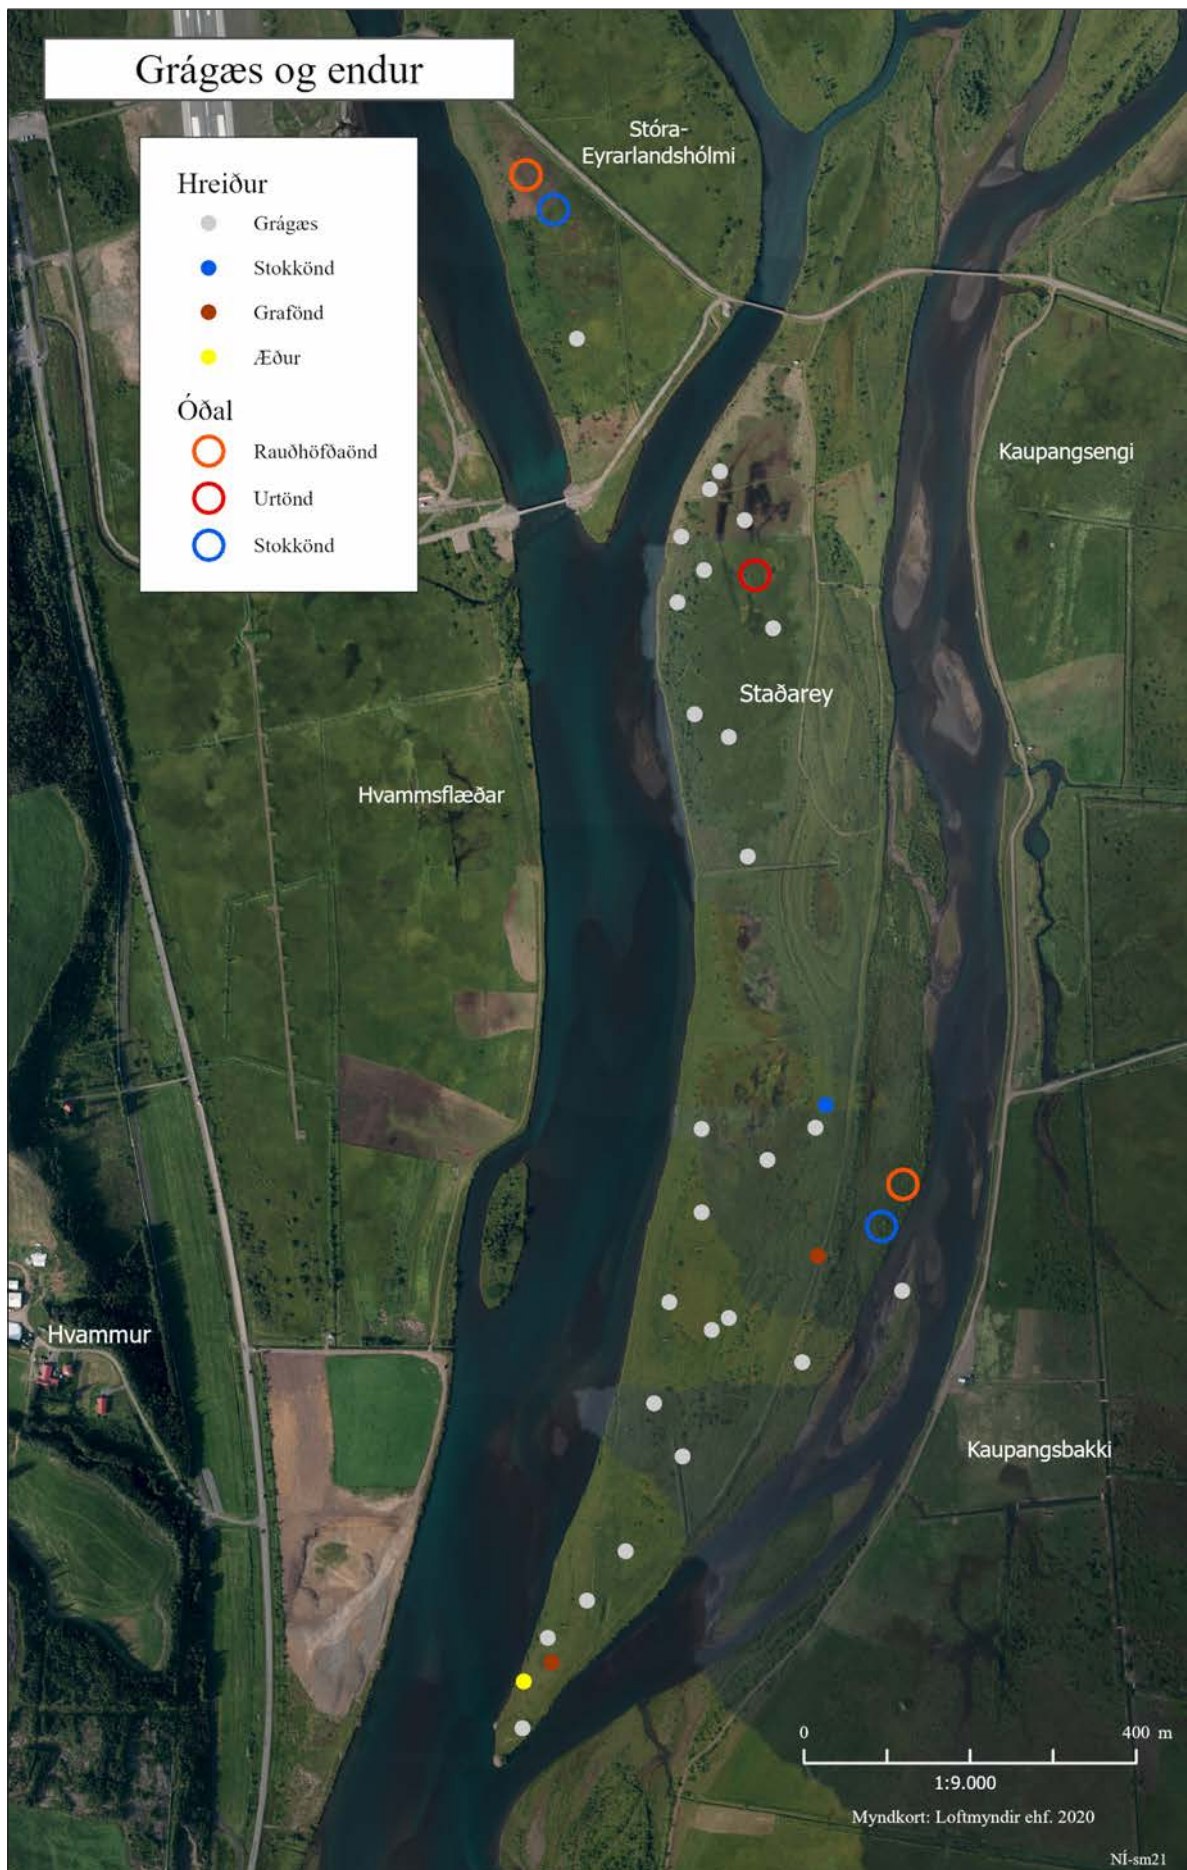 Grágæs og endur
Hreiður
Grágæs
Stokkönd
Grafönd
Æður
Óðal
Rauðhöfðaönd
Urtönd
Stokkönd
Stóra-
Eyrarlandshólmi
Kaupangsengi
Staðarey
Hvammsflæðar
Hvammur
Kaupangsbakki
0 400 m
1:9.000
Myndkort: Loftmyndir ehf. 2020
NÍ-sm21